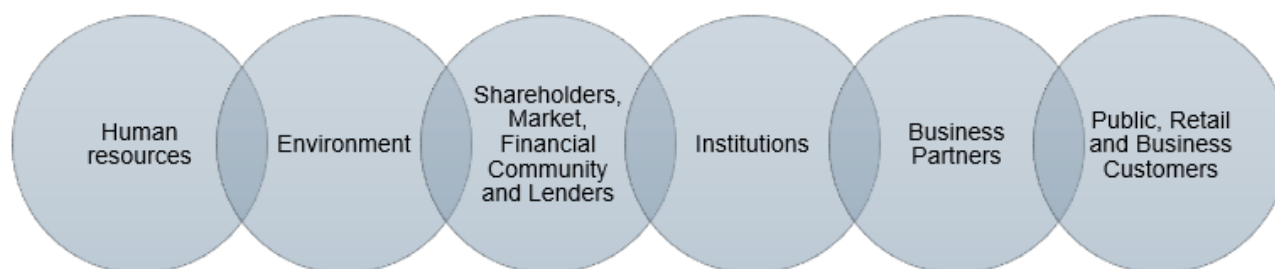 Human
resources
Environment
Shareholders,
Market,
Financial
Community
and Lenders
Institutions
Business
Partners
Public, Retail
and Business
Customers